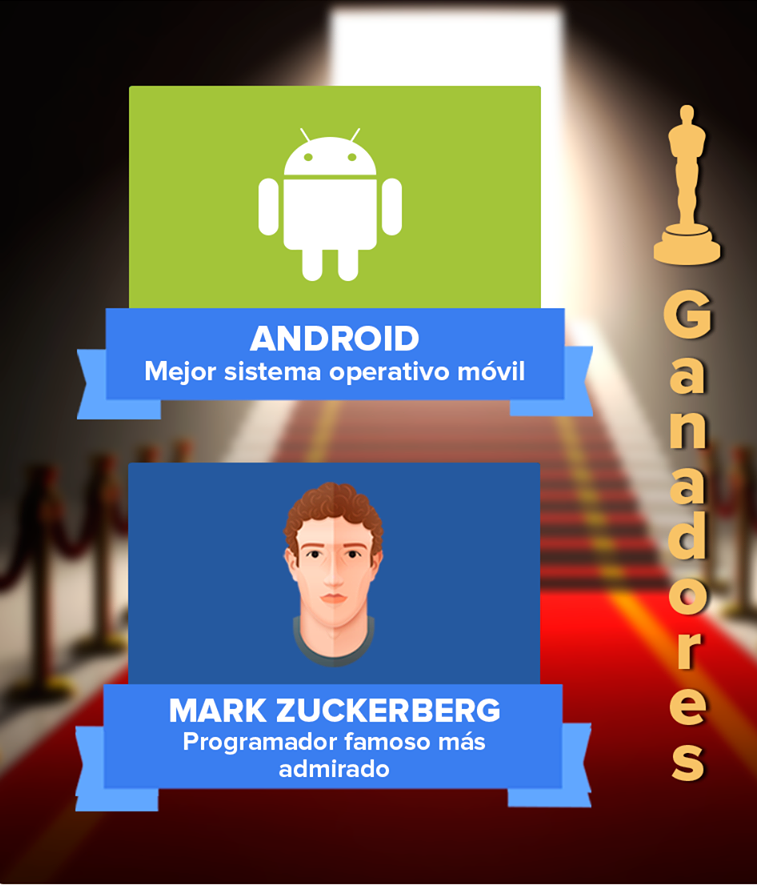 ANDROID
Mejor sistema operativo móvil
MARK ZUCKERBERG
Programador famoso más
admirado
Ganadores